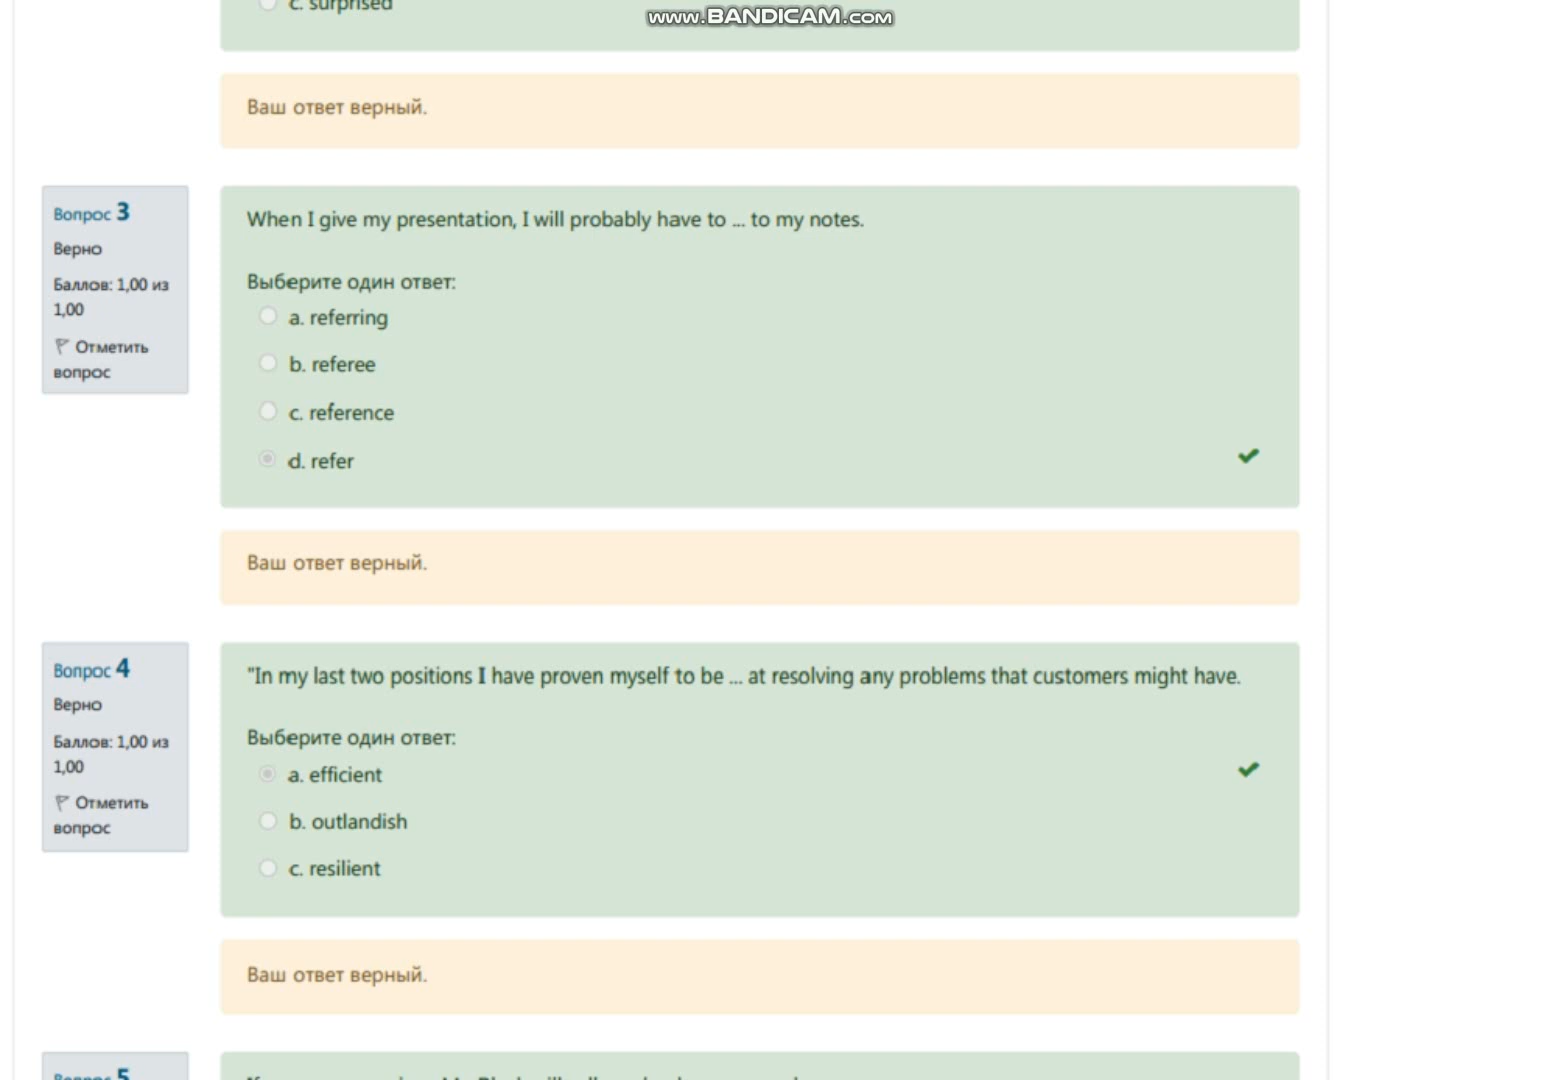 c. surprised
www.BANDICAM.com
Ваш ответ верный.
Вопрос 3
Верно
Баллов: 1,00 из
1,00
Отметить
вопрос
When I give my presentation, I will probably have to ... to my notes.
Выберите один ответ:
a. referring
b. referee
c. reference
d. refer
Ваш ответ верный.
Вопрос 4
Верно
Баллов: 1,00 из
1,00
Отметить
вопрос
"In my last two positions I have proven myself to be ... at resolving any problems that customers might have.
Выберите один ответ:
a. efficient
b. outlandish
c. resilient
Ваш ответ верный.
Вопрос 5